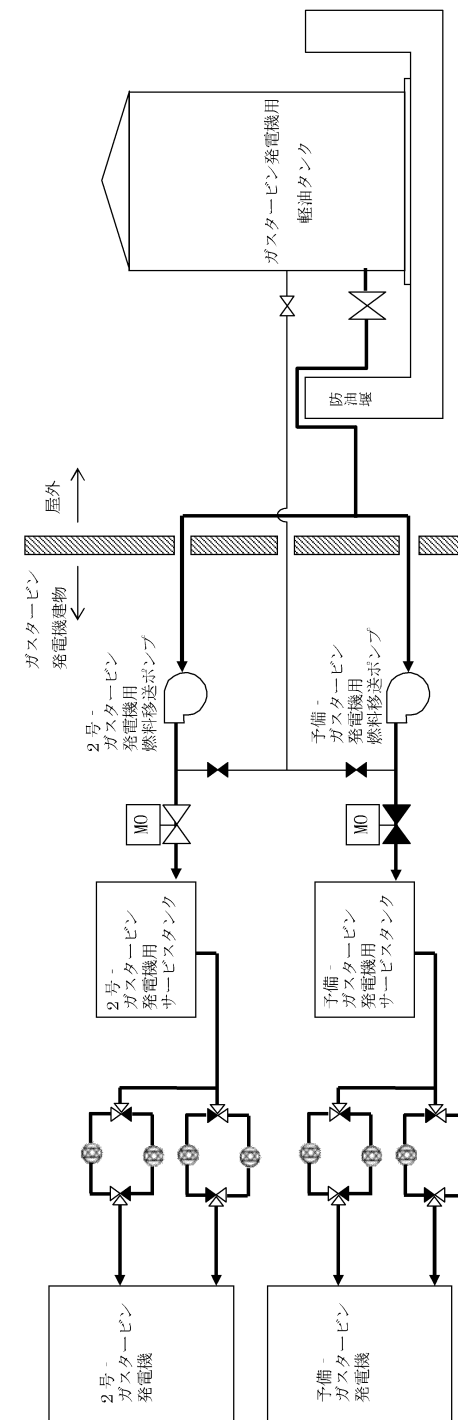 ガスタービン発電機用
軽油タンク
防
油
堰
屋外
ガスタービン
発電機建物
2号-
ガスタービン
発電機用
燃料移送ポンプ
予備-
ガスタービン
発電機用
燃料移送ポンプ
MO
MO
2号-
ガスタービン
発電機用
サービスタンク
予備-
ガスタービン
発電機用
サービスタンク
2号-
ガスタービン
発電機
予備-
ガスタービン
発電機